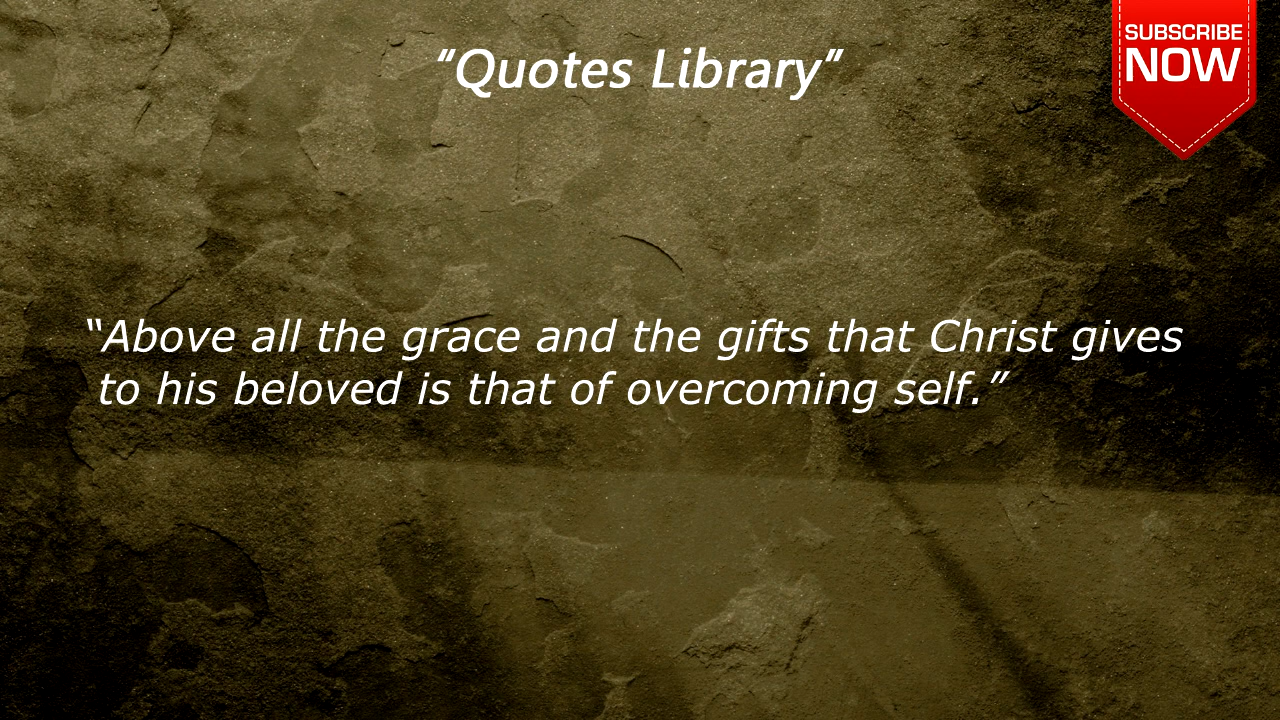 “Quotes Library”
SUBSCRIBE
NOW
“Above all the grace and the gifts that Christ gives
to his beloved is that of overcoming self.”